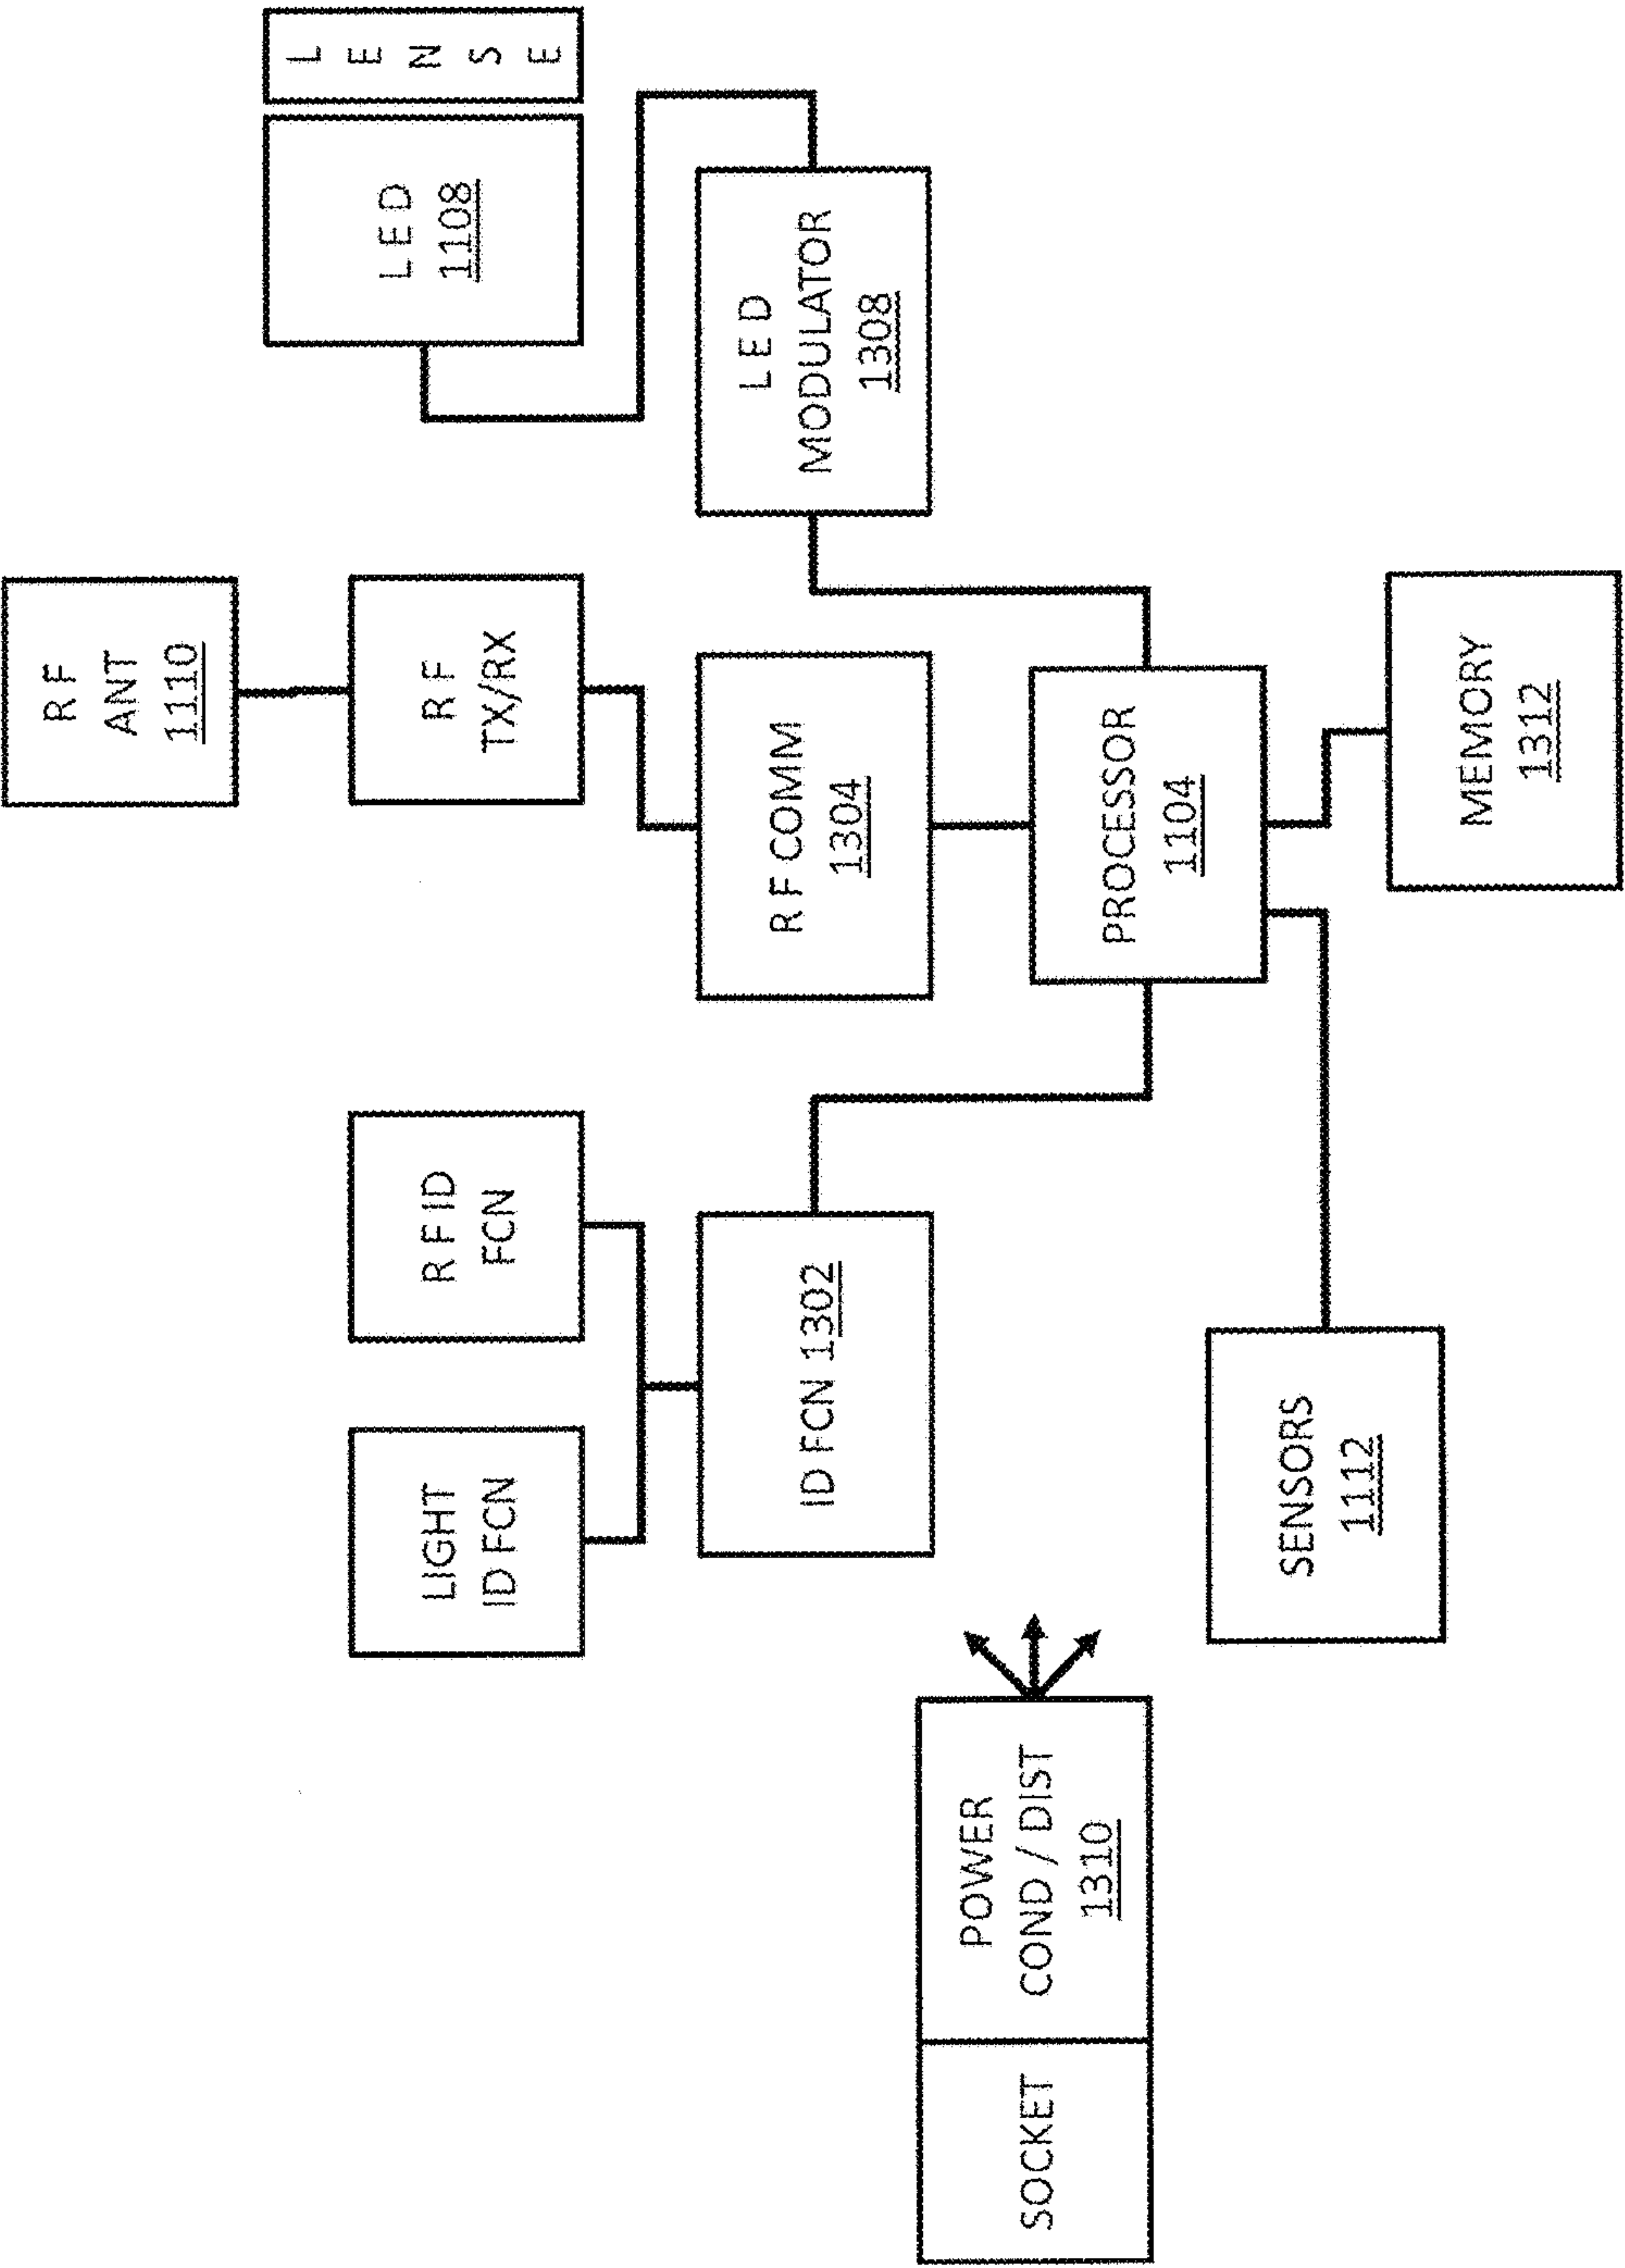 R F
ANT
1110
L E D
1108
L
E
N
S
E
LIGHT
ID FCN
R F ID
FCN
R F
TX/RX
ID FCN 1302
R F COMM
1304
L E D
MODULATOR
1308
SOCKET
POWER
COND / DIST
1310
PROCESSOR
1104
SENSORS
1112
MEMORY
1312